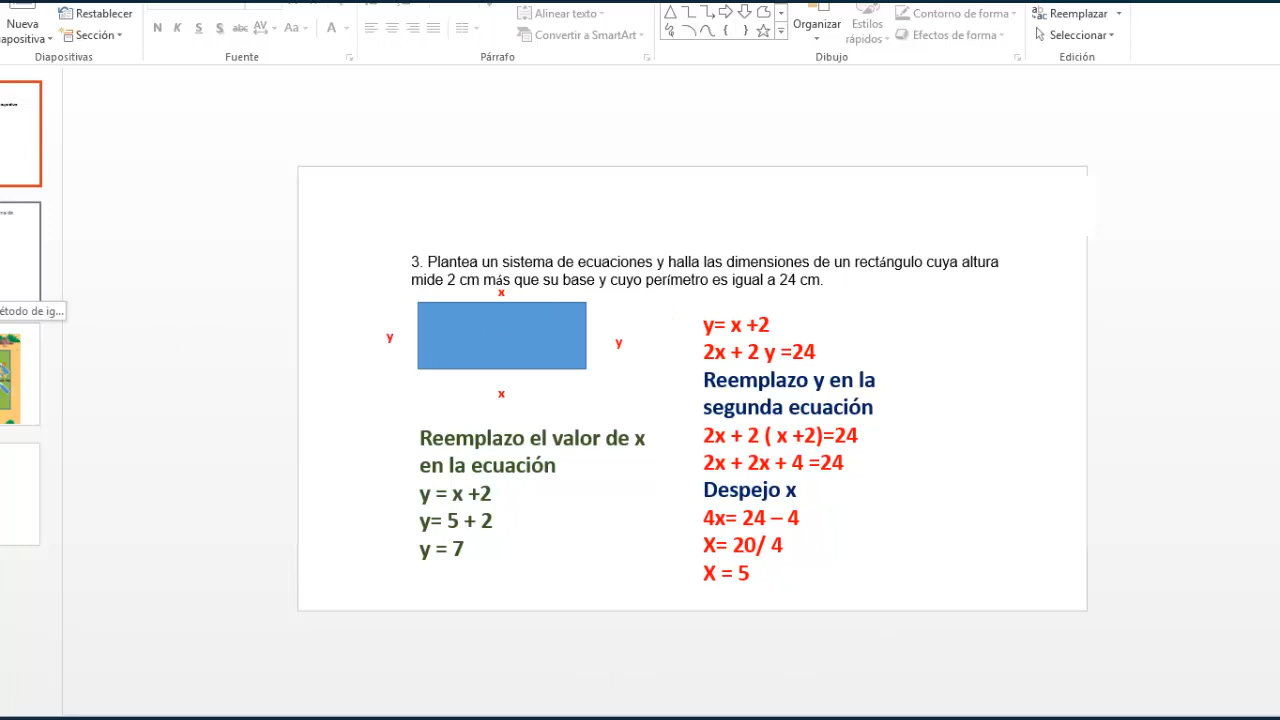 Nueva
Restablecer
Sección
Diapositivas
N K S abc AV Aa A
Fuente
Alinear texto
Convertir a SmartArt
Párrafo
Organizar
Estilos
rápidos
Contorno de forma
Efectos de forma
Dibujo
Reemplazar
Seleccionar
Edición
3. Plantea un sistema de ecuaciones y halla las dimensiones de un rectángulo cuya altura
mide 2 cm más que su base y cuyo perímetro es igual a 24 cm.
x
y
y
x
Reemplazo el valor de x
en la ecuación
y = x +2
y= 5 + 2
y = 7
y= x +2
2x + 2 y =24
Reemplazo y en la
segunda ecuación
2x + 2 ( x +2)=24
2x + 2x + 4 =24
Despejo x
4x= 24 – 4
X= 20/ 4
X = 5